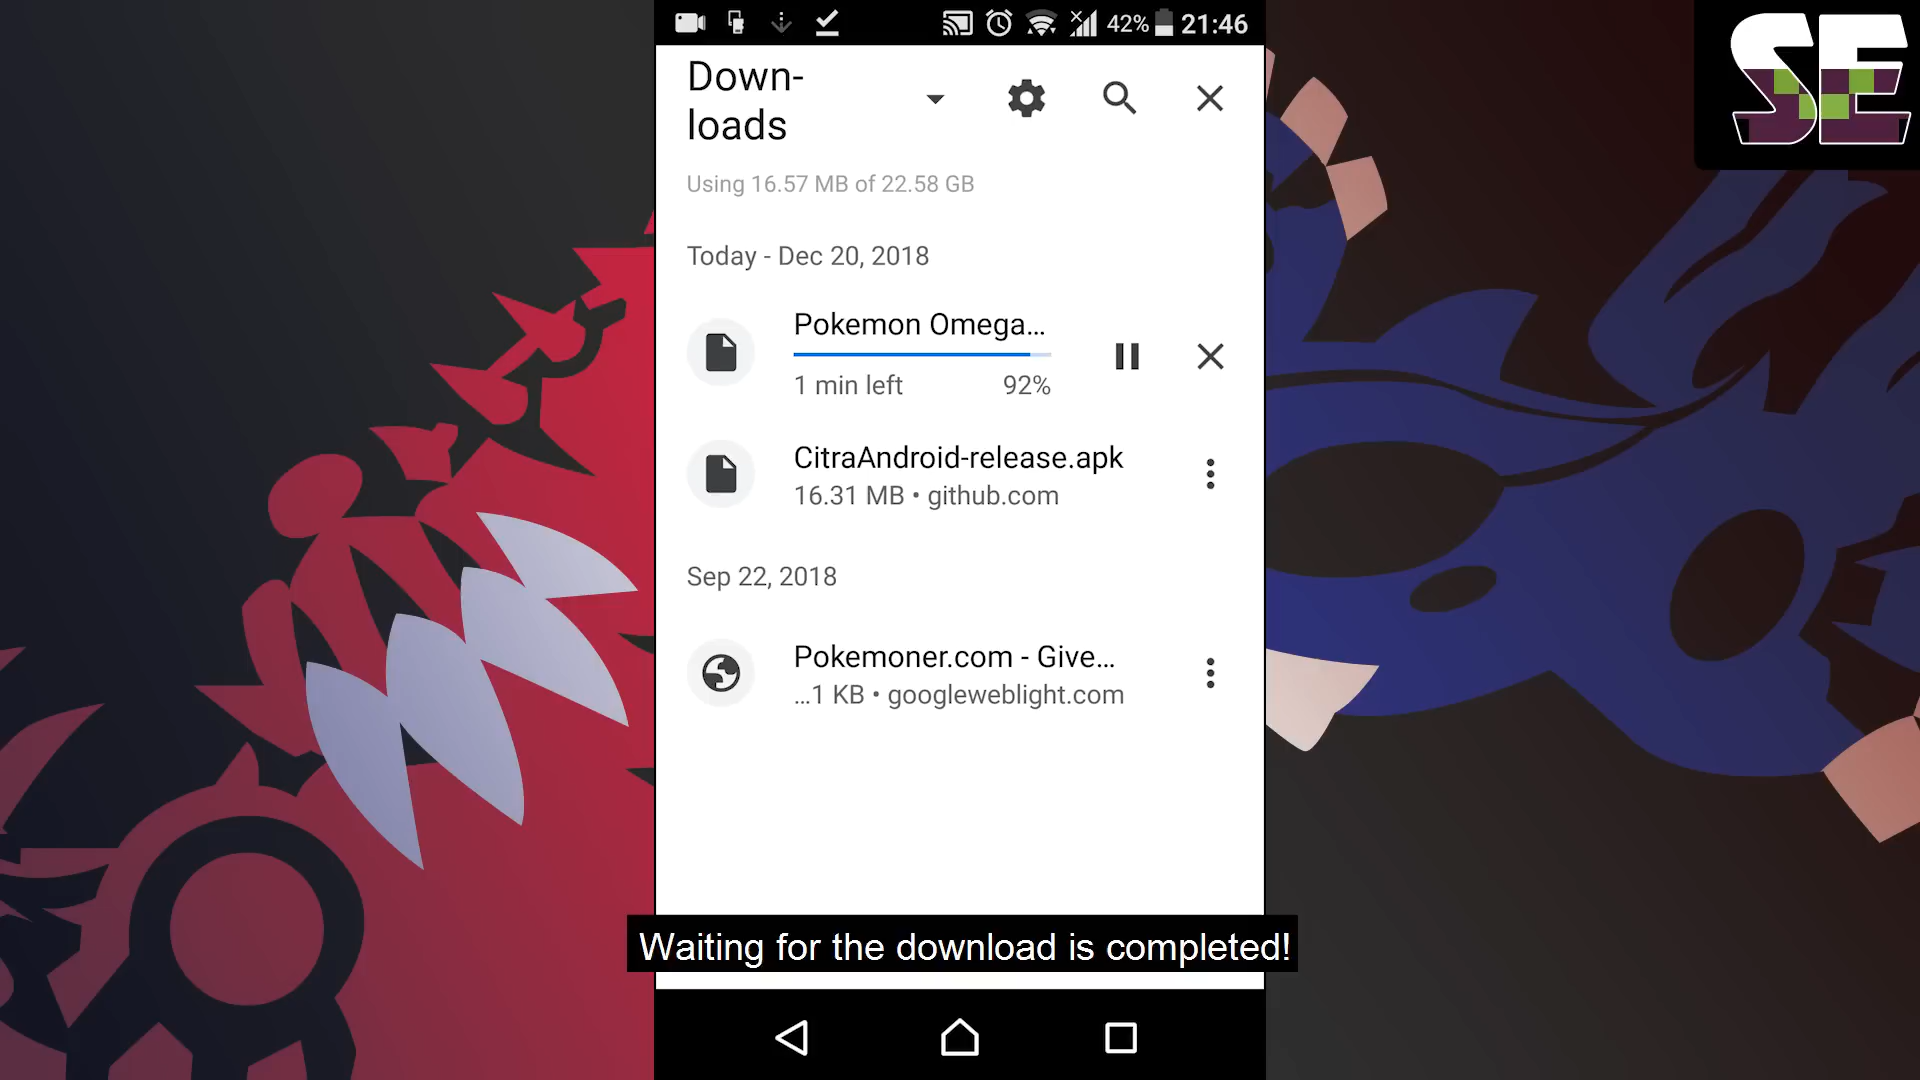 42% 21:46
SE
Down-
loads
Using 16.57 MB of 22.58 GB
Today - Dec 20, 2018
Pokemon Omega...
1 min left 92%
CitraAndroid-release.apk
16.31 MB • github.com
Sep 22, 2018
Pokemoner.com - Give...
...1 KB • googleweblight.com
Waiting for the download is completed!